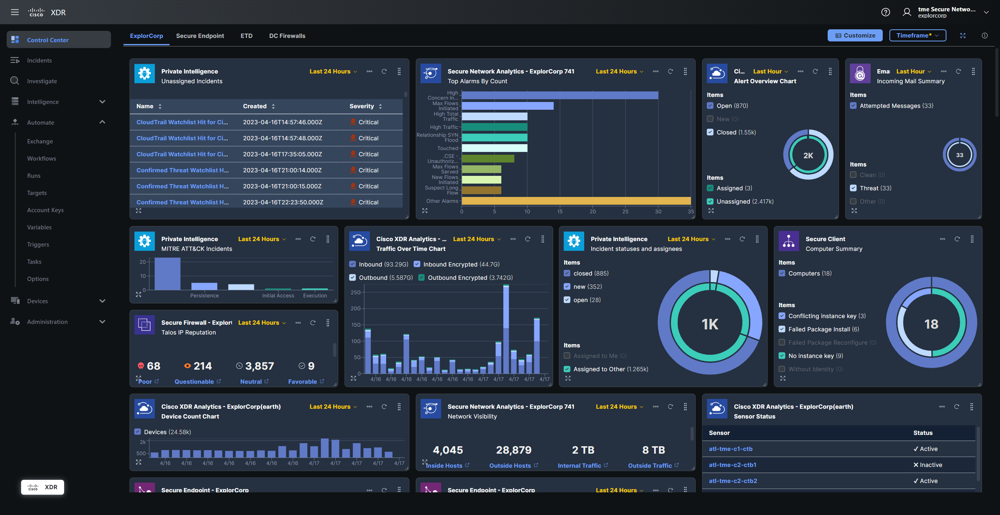 CISCO XDR
tme Secure Netwo...
explorcorp
Control Center
Incidents
Investigate
Intelligence
Automate
Exchange
Workflows
Runs
Targets
Account Keys
Variables
Triggers
Tasks
Options
Devices
Administration
CISCO XDR
ExplorCorp Secure Endpoint ETD DC Firewalls
Customize Timeframe*
Private Intelligence Last 24 Hours
Unassigned Incidents
Name Created Severity
CloudTrail Watchlist Hit for Ci... 2023-04-16T14:57:46.000Z Critical
CloudTrail Watchlist Hit for Ci... 2023-04-16T14:57:48.000Z Critical
CloudTrail Watchlist Hit for Ci... 2023-04-16T17:35:05.000Z Critical
Confirmed Threat Watchlist H... 2023-04-16T21:00:14.000Z Critical
Confirmed Threat Watchlist H... 2023-04-16T21:00:15.000Z Critical
Confirmed Threat Watchlist H... 2023-04-16T22:23:50.000Z Critical
Secure Network Analytics - ExplorCorp 741 Last 24 Hours
Top Alarms By Count
High
Concern In...
Max Flows
Initiated
High Total
Traffic
High Traffic
Relationship SYN
Flood
Touched
.CSE -
Unauthoriz...
Max Flows
Served
New Flows
Initiated
Suspect Long
Flow
Other Alarms
0 5 10 15 20 25 30 35
Ci... Last Hour
Alert Overview Chart
Items
Open (870)
New (0)
Closed (1.55k)
2K
Items
Assigned (3)
Unassigned (2.417k)
Emai Last Hour
Incoming Mail Summary
Items
Attempted Messages (33)
33
Items
Clean (0)
Threat (33)
Other (0)
Private Intelligence Last 24 Hours
MITRE ATT&CK Incidents
20
10
0
Persistence Initial Access Execution
Secure Firewall - Explor Last 24 Hours
Talos IP Reputation
68 214 3,857 9
Poor Questionable Neutral Favorable
Cisco XDR Analytics - ... Last 24 Hours
Traffic Over Time Chart
Inbound (93.29G) Inbound Encrypted (44.7G)
Outbound (5.587G) Outbound Encrypted (3.742G)
25G
20G
15G
10G
5G
0
4/16 4/16 4/16 4/16 4/16 4/16 4/16 4/17 4/17 4/17 4/17 4/17
Private Intelligence Last 24 Hours
Incident statuses and assignees
Items
closed (885)
new (352)
open (28)
1K
Items
Assigned to Me (0)
Assigned to Other (1.265k)
Secure Client
Computer Summary
Items
Computers (18)
Items
Conflicting instance key (3)
Failed Package Install (6)
Failed Package Reconfigure (0)
No instance key (9)
Without Identity (0)
18
Cisco XDR Analytics - ExplorCorp(earth) Last 24 Hours
Device Count Chart
Devices (24.58k)
2k
500
4/16 4/16 4/16 4/16 4/16 4/16 4/16 4/17 4/17 4/17 4/17 4/17
Secure Network Analytics - ExplorCorp 741 Last 24 Hours
Network Visibility
4,045 28,879 2 TB 8 TB
Inside Hosts Outside Hosts Internal Traffic Outside Traffic
Cisco XDR Analytics - ExplorCorp(earth)
Sensor Status
Sensor Status
atl-tme-c1-ctb Active
atl-tme-c2-ctb1 Inactive
atl-tme-c2-ctb2 Active
Secure Endpoint - ExplorCorp
Secure Endpoint - ExplorCorp Last 24 Hours